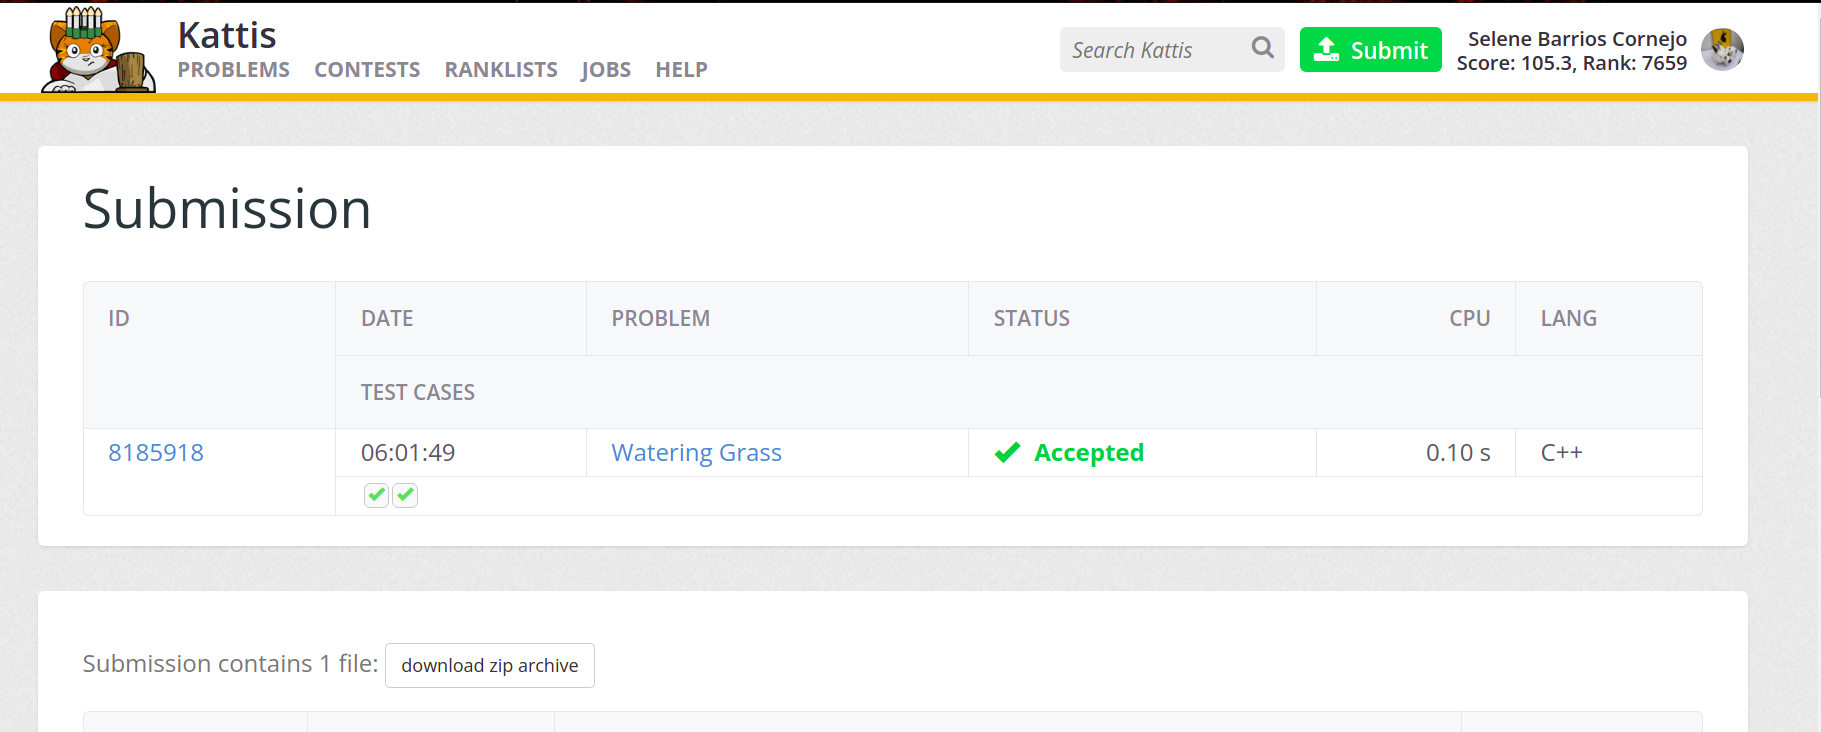 Kattis
PROBLEMS CONTESTS RANKLISTS JOBS HELP
Search Kattis
Submit
Selene Barrios Cornejo
Score: 105.3, Rank: 7659
Submission
ID DATE PROBLEM STATUS CPU LANG
TEST CASES
8185918 06:01:49 Watering Grass Accepted 0.10 s C++
Submission contains 1 file: download zip archive